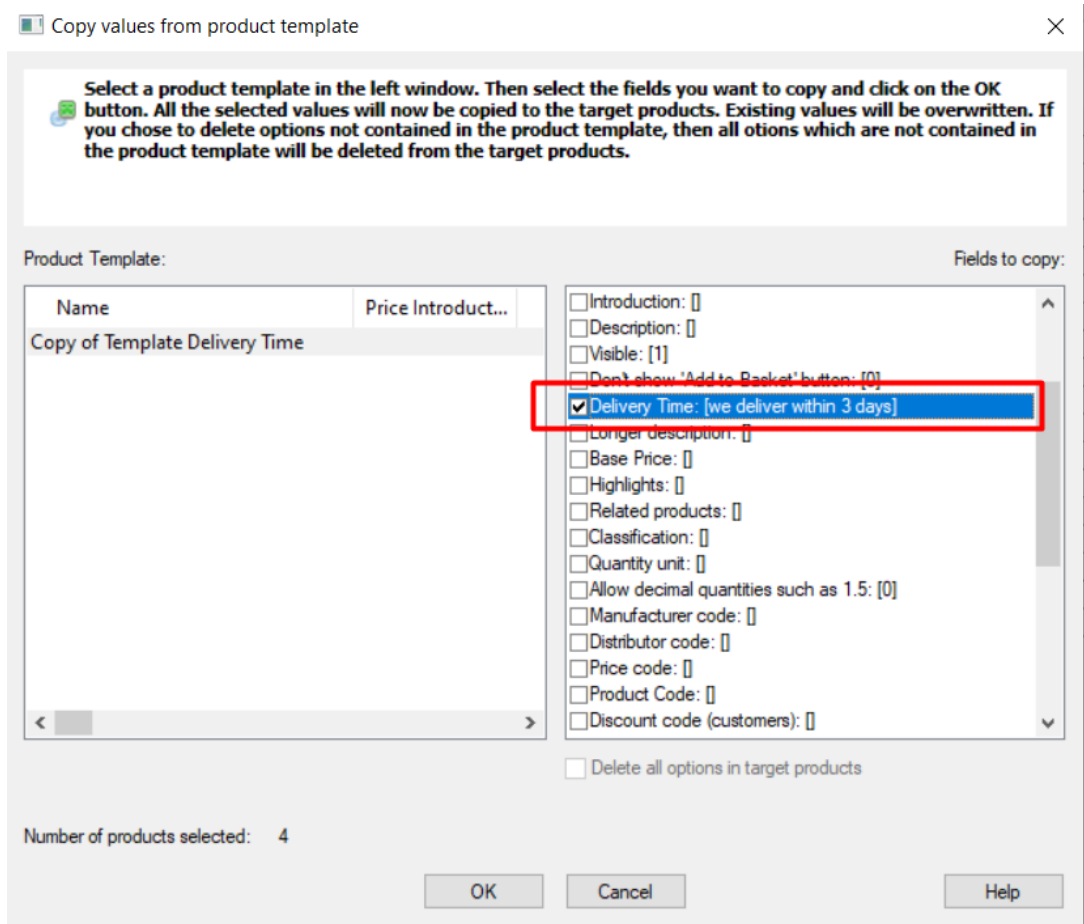 Copy values from product template
Select a product template in the left window. Then select the fields you want to copy and click on the OK
button. All the selected values will now be copied to the target products. Existing values will be overwritten. If
you chose to delete options not contained in the product template, then all otions which are not contained in
the product template will be deleted from the target products.
Product Template:
Fields to copy:
Name
Price Introduct...
Copy of Template Delivery Time
Introduction: []
Description: []
Visible: [1]
Don't show 'Add to Basket' button: [0]
Delivery Time: [we deliver within 3 days]
Longer description: []
Base Price: []
Highlights: []
Related products: []
Classification: []
Quantity unit: []
Allow decimal quantities such as 1.5: [0]
Manufacturer code: []
Distributor code: []
Price code: []
Product Code: []
Discount code (customers): []
Delete all options in target products
Number of products selected: 4
OK
Cancel
Help